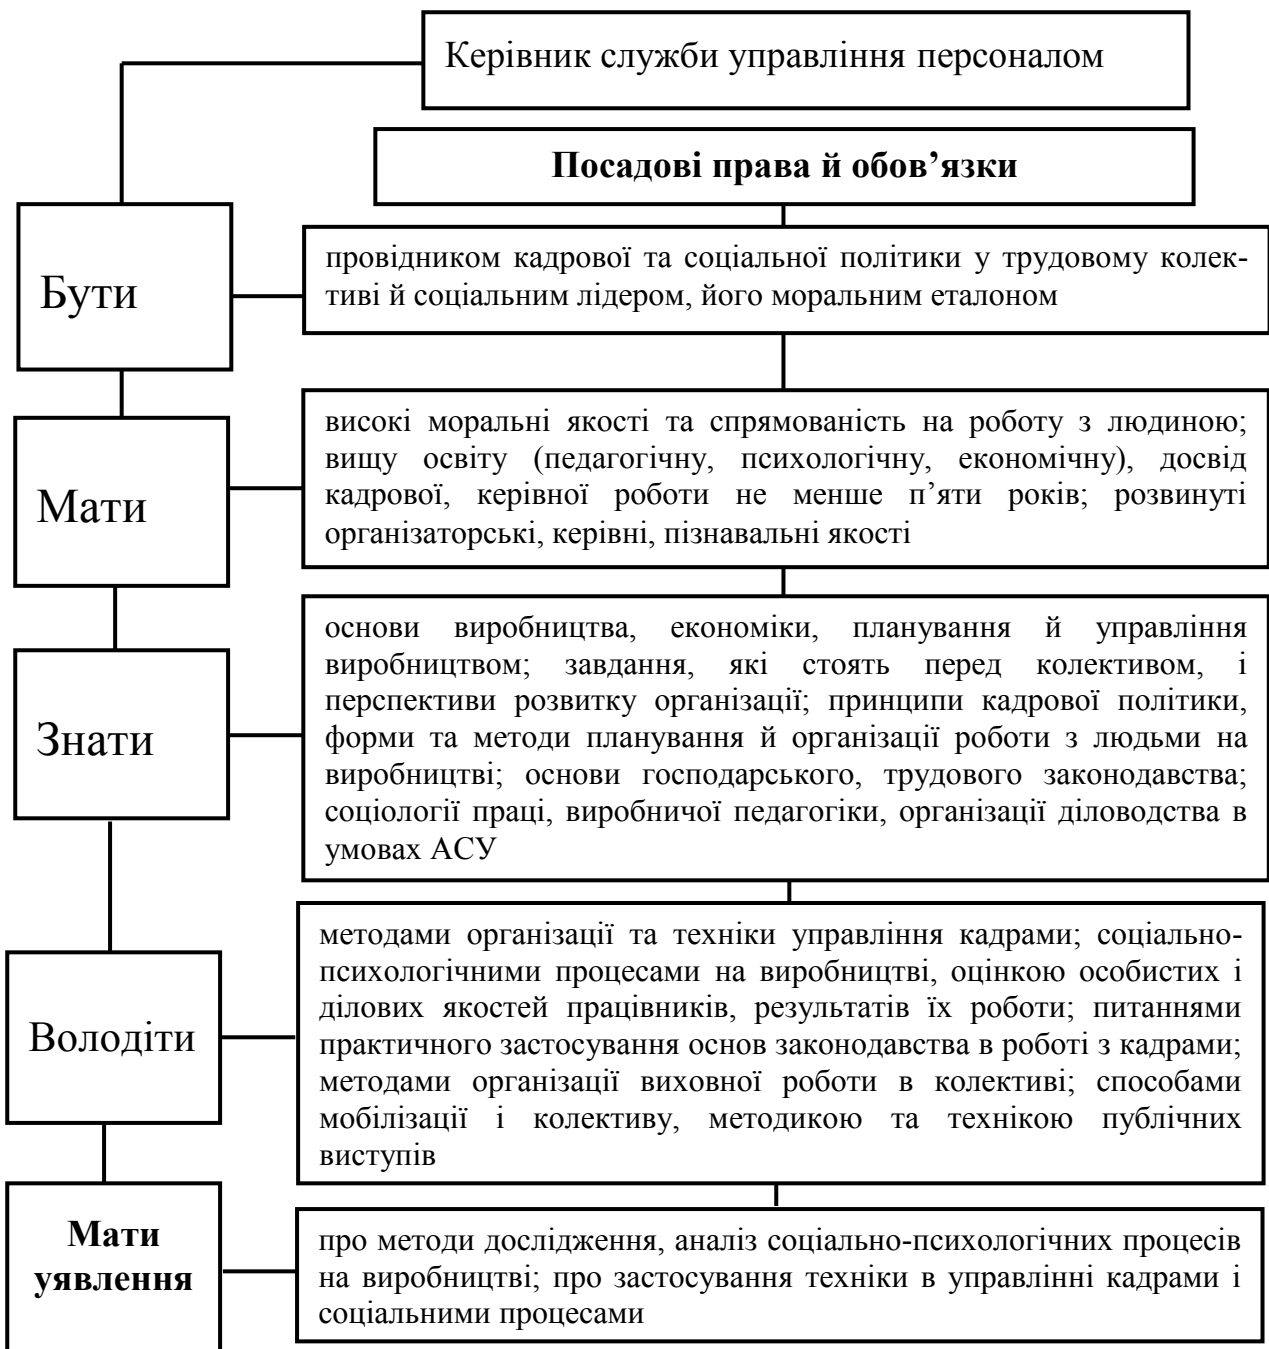 Керівник служби управління персоналом
Посадові права й обов’язки
Бути
провідником кадрової та соціальної політики у трудовому колек-
тиві й соціальним лідером, його моральним еталоном
Мати
високі моральні якості та спрямованість на роботу з людиною;
вищу освіту (педагогічну, психологічну, економічну), досвід
кадрової, керівної роботи не менше п’яти років; розвинуті
організаторські, керівні, пізнавальні якості
Знати
основи виробництва, економіки, планування й управління
виробництвом; завдання, які стоять перед колективом, і
перспективи розвитку організації; принципи кадрової політики,
форми та методи планування й організації роботи з людьми на
виробництві; основи господарського, трудового законодавства;
соціології праці, виробничої педагогіки, організації діловодства в
умовах АСУ
Володіти
методами організації та техніки управління кадрами; соціально-
психологічними процесами на виробництві, оцінкою особистих і
ділових якостей працівників, результатів їх роботи; питаннями
практичного застосування основ законодавства в роботі з кадрами;
методами організації виховної роботи в колективі; способами
мобілізації і колективу, методикою та технікою публічних
виступів
Мати
уявлення
про методи дослідження, аналіз соціально-психологічних процесів
на виробництві; про застосування техніки в управлінні кадрами і
соціальними процесами